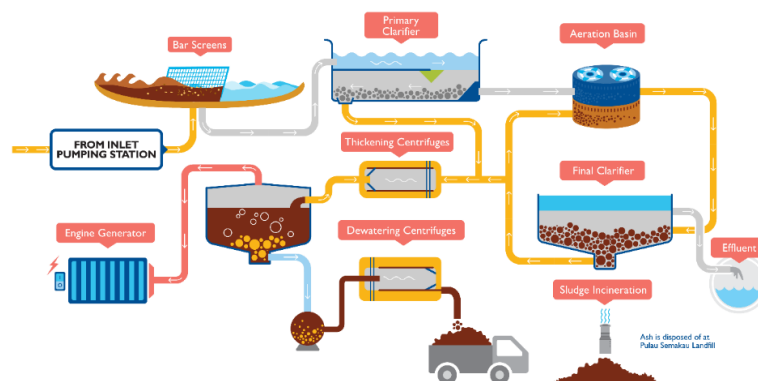 Primary
Clarifier
Bar Screens
Aeration Basin
FROM INLET
PUMPING STATION
Thickening Centrifuges
Final Clarifier
Engine Generator
Dewatering Centrifuges
Effluent
Sludge Incineration
Ash is disposed of at
Pulau Semakau Landfill